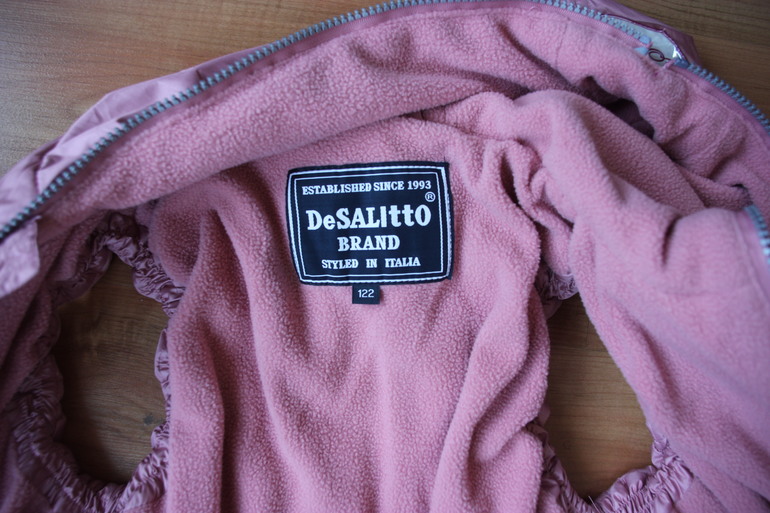 ESTABLISHED SINCE 1993
DeSALitto®
BRAND
STYLED IN ITALIA
122